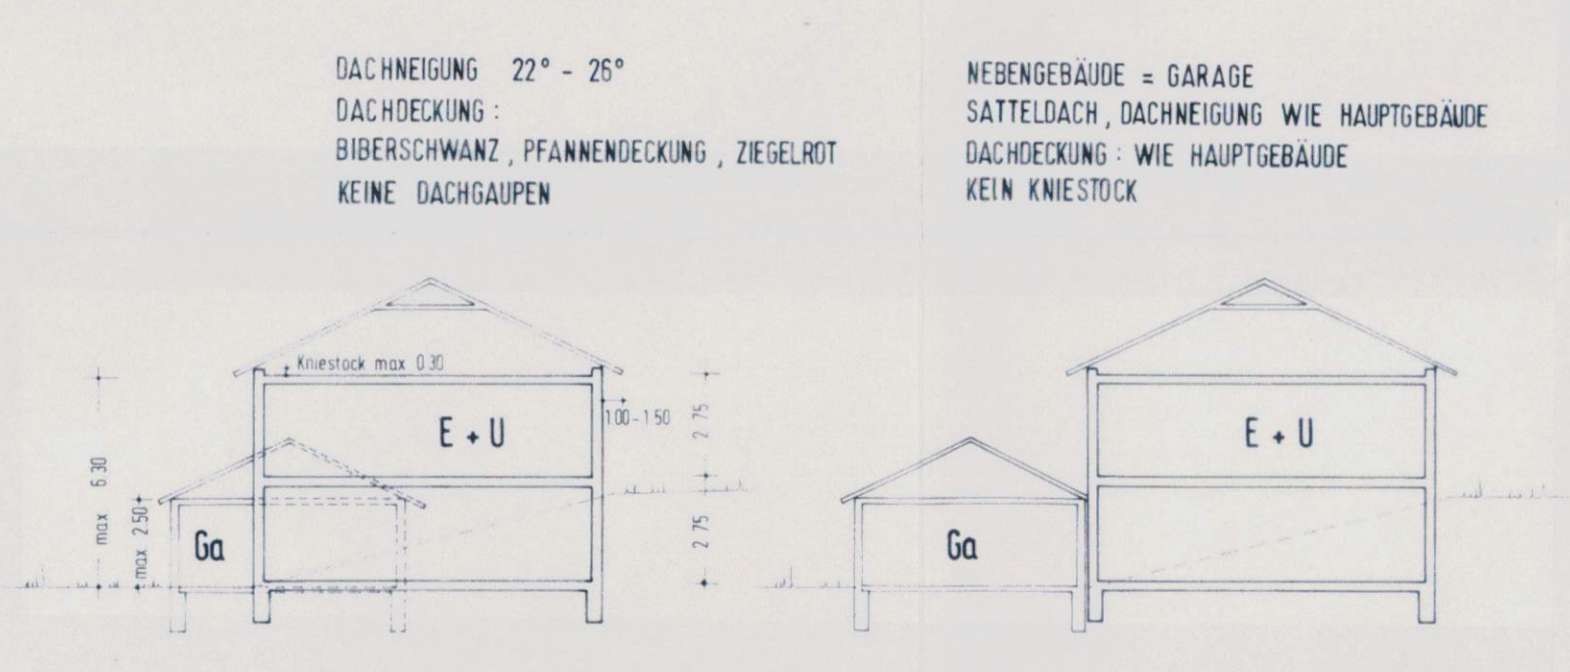 DACHNEIGUNG 22° - 26°
DACHDECKUNG :
BIBERSCHWANZ , PFANNENDECKUNG , ZIEGELROT
KEINE DACHGAUPEN
NEBENGEBÄUDE = GARAGE
SATTELDACH , DACHNEIGUNG WIE HAUPTGEBÄUDE
DACHDECKUNG : WIE HAUPTGEBÄUDE
KEIN KNIESTOCK
Kniestock max 0 30
E + U
1.00 - 1 50
2 75
max 6 30
max 2.50
Ga
2 75
E + U
Ga